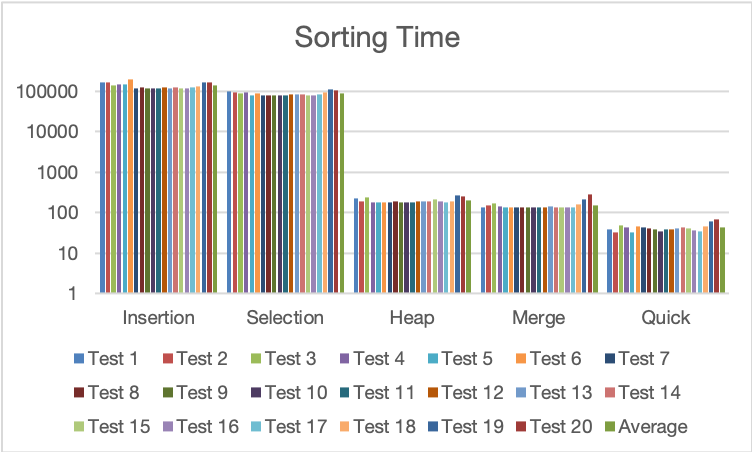 Sorting Time
100000
10000
1000
100
10
1
Insertion Selection Heap Merge Quick
Test 1 Test 2 Test 3 Test 4 Test 5 Test 6 Test 7
Test 8 Test 9 Test 10 Test 11 Test 12 Test 13 Test 14
Test 15 Test 16 Test 17 Test 18 Test 19 Test 20 Average